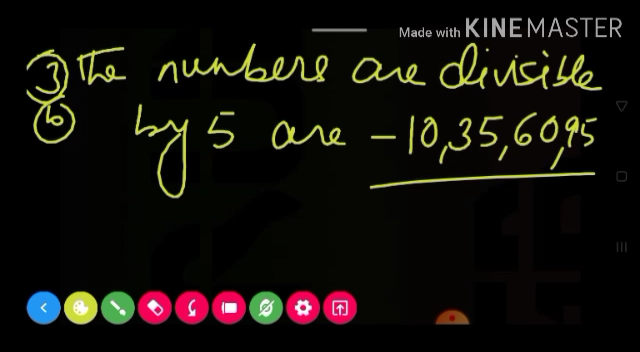 Made with KINEMASTER
3 The numbers are divisible
b by 5 are – 10,35,60,95